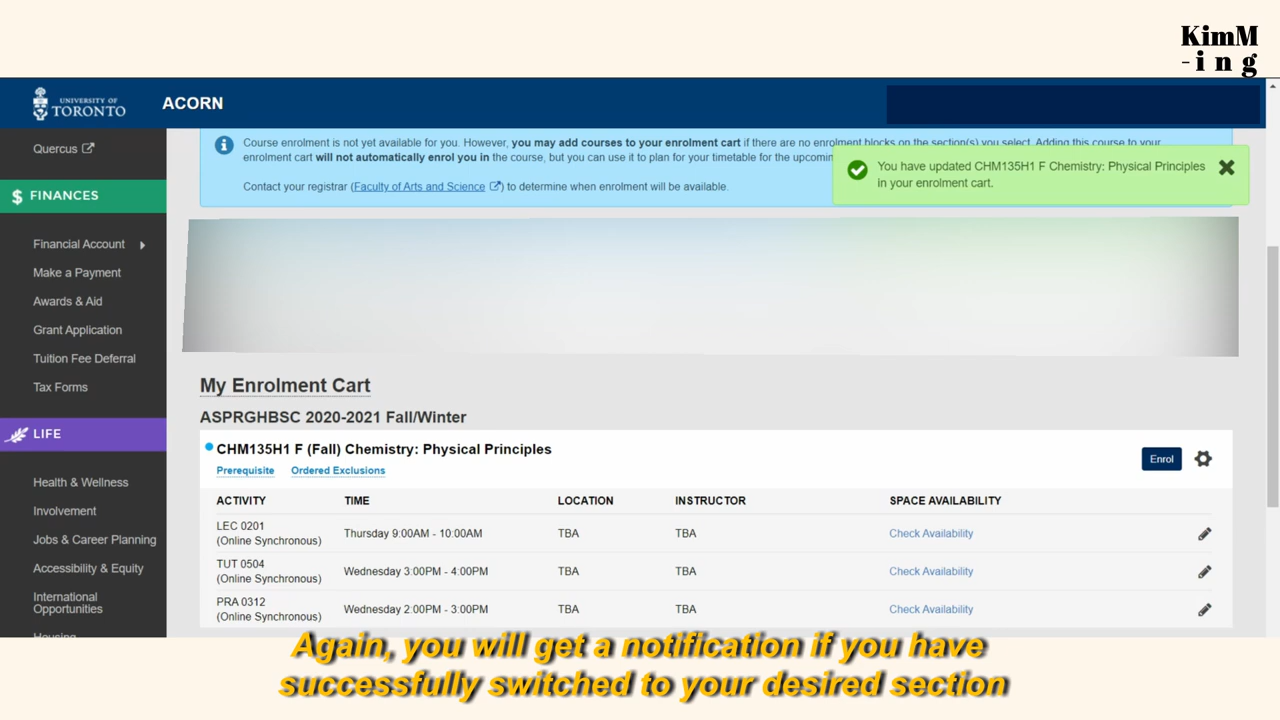 KimM
-ing
UNIVERSITY OF
TORONTO
ACORN
Quercus
$ FINANCES
Financial Account
Make a Payment
Awards & Aid
Grant Application
Tuition Fee Deferral
Tax Forms
LIFE
Health & Wellness
Involvement
Jobs & Career Planning
Accessibility & Equity
International
Opportunities
Housing
Course enrolment is not yet available for you. However, you may add courses to your enrolment cart if there are no enrolment blocks on the section(s) you select. Adding this course to your
enrolment cart will not automatically enrol you in the course, but you can use it to plan for your timetable for the upcomin
Contact your registrar (Faculty of Arts and Science) to determine when enrolment will be available.
You have updated CHM135H1 F Chemistry: Physical Principles
in your enrolment cart.
My Enrolment Cart
ASPRGHBSC 2020-2021 Fall/Winter
CHM135H1 F (Fall) Chemistry: Physical Principles
Enrol
Prerequisite Ordered Exclusions
ACTIVITY TIME LOCATION INSTRUCTOR SPACE AVAILABILITY
LEC 0201
(Online Synchronous) Thursday 9:00AM - 10:00AM TBA TBA Check Availability
TUT 0504
(Online Synchronous) Wednesday 3:00PM - 4:00PM TBA TBA Check Availability
PRA 0312
(Online Synchronous) Wednesday 2:00PM - 3:00PM TBA TBA Check Availability
Again, you will get a notification if you have
successfully switched to your desired section